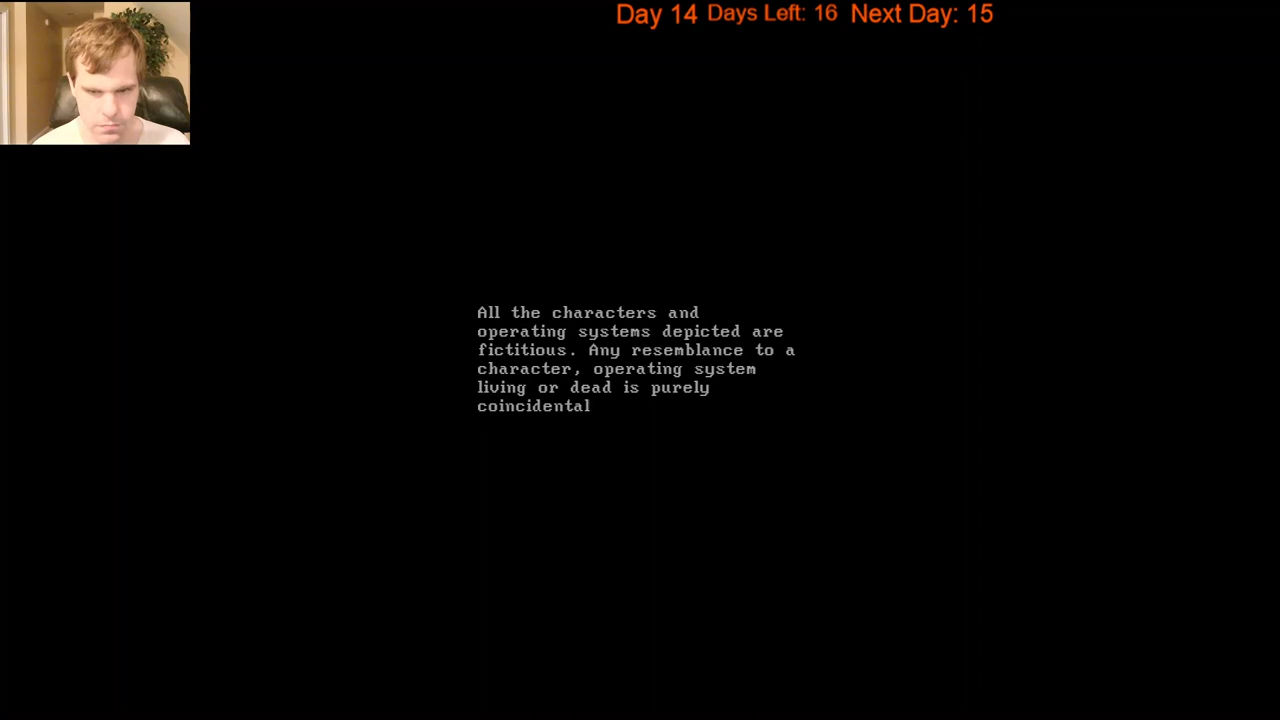 Day 14 Days Left: 16 Next Day: 15
All the characters and
operating systems depicted are
fictitious. Any resemblance to a
character, operating system
living or dead is purely
coincidental